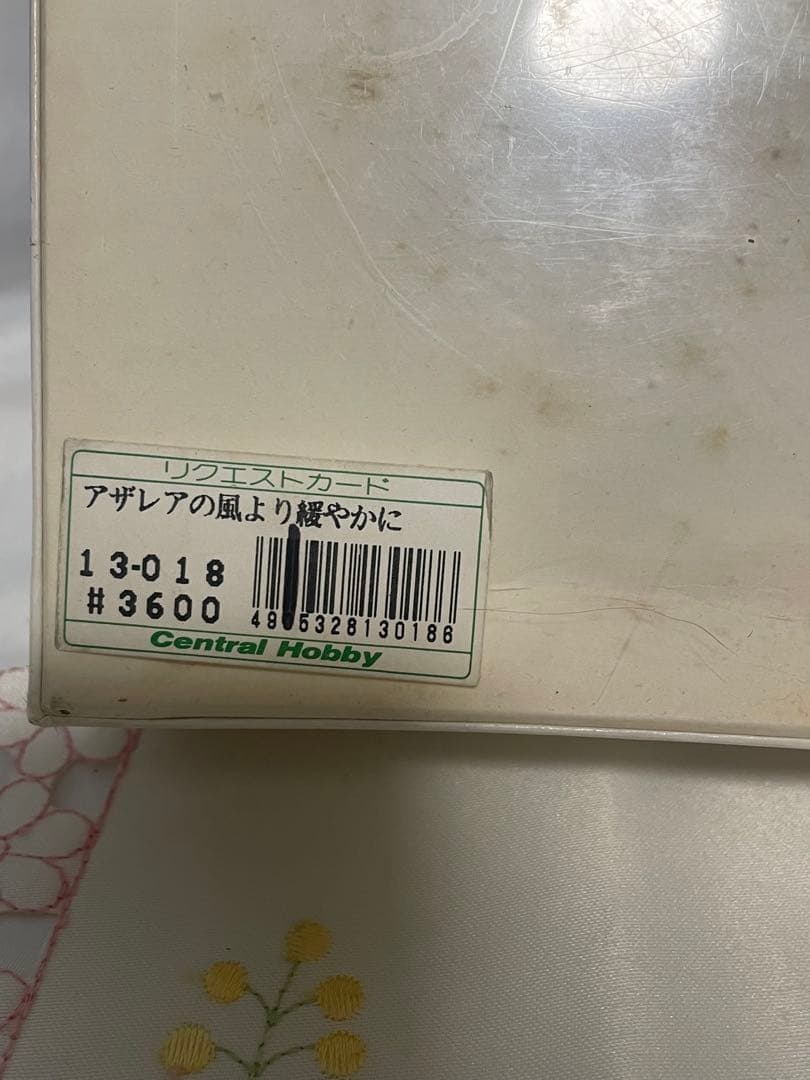 リクエストカード
アザレアの風より緩やかに
13-018
#3600
5328130186
Central Hobby